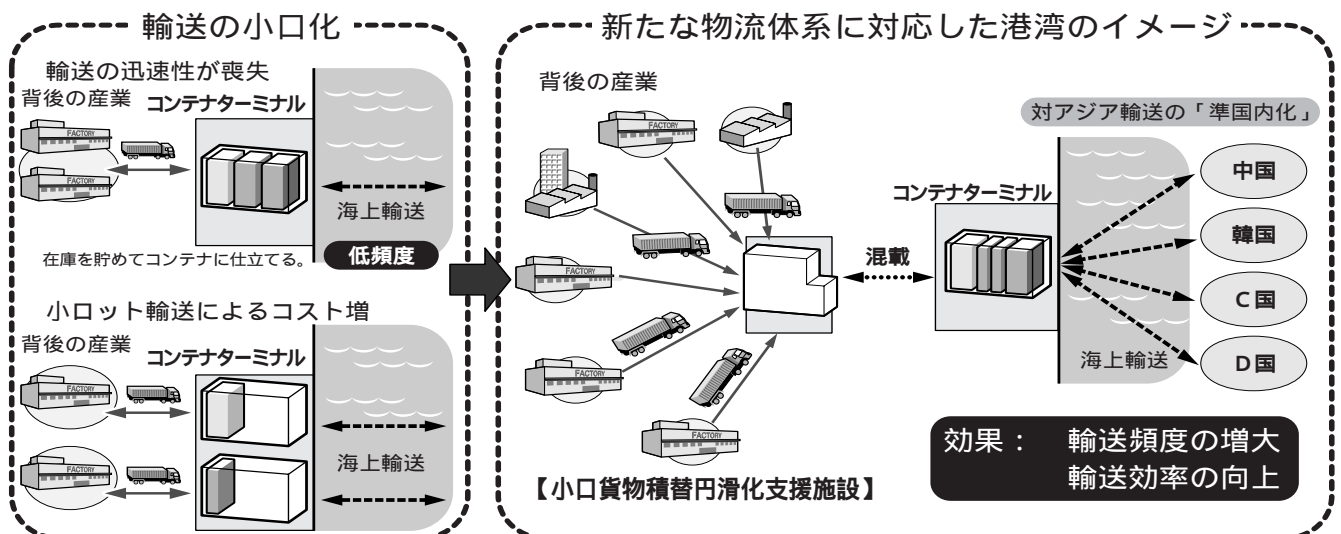 輸送の小口化
輸送の迅速性が喪失
背後の産業
コンテナターミナル
FACTORY
海上輸送
在庫を貯めてコンテナに仕立てる。
低頻度
小ロット輸送によるコスト増
背後の産業
コンテナターミナル
FACTORY
海上輸送
FACTORY
新たな物流体系に対応した港湾のイメージ
背後の産業
FACTORY
対アジア輸送の「準国内化」
中国
コンテナターミナル
韓国
混載
FACTORY
C国
海上輸送
D国
FACTORY
FACTORY
【小口貨物積替円滑化支援施設】
効果： 輸送頻度の増大
輸送効率の向上